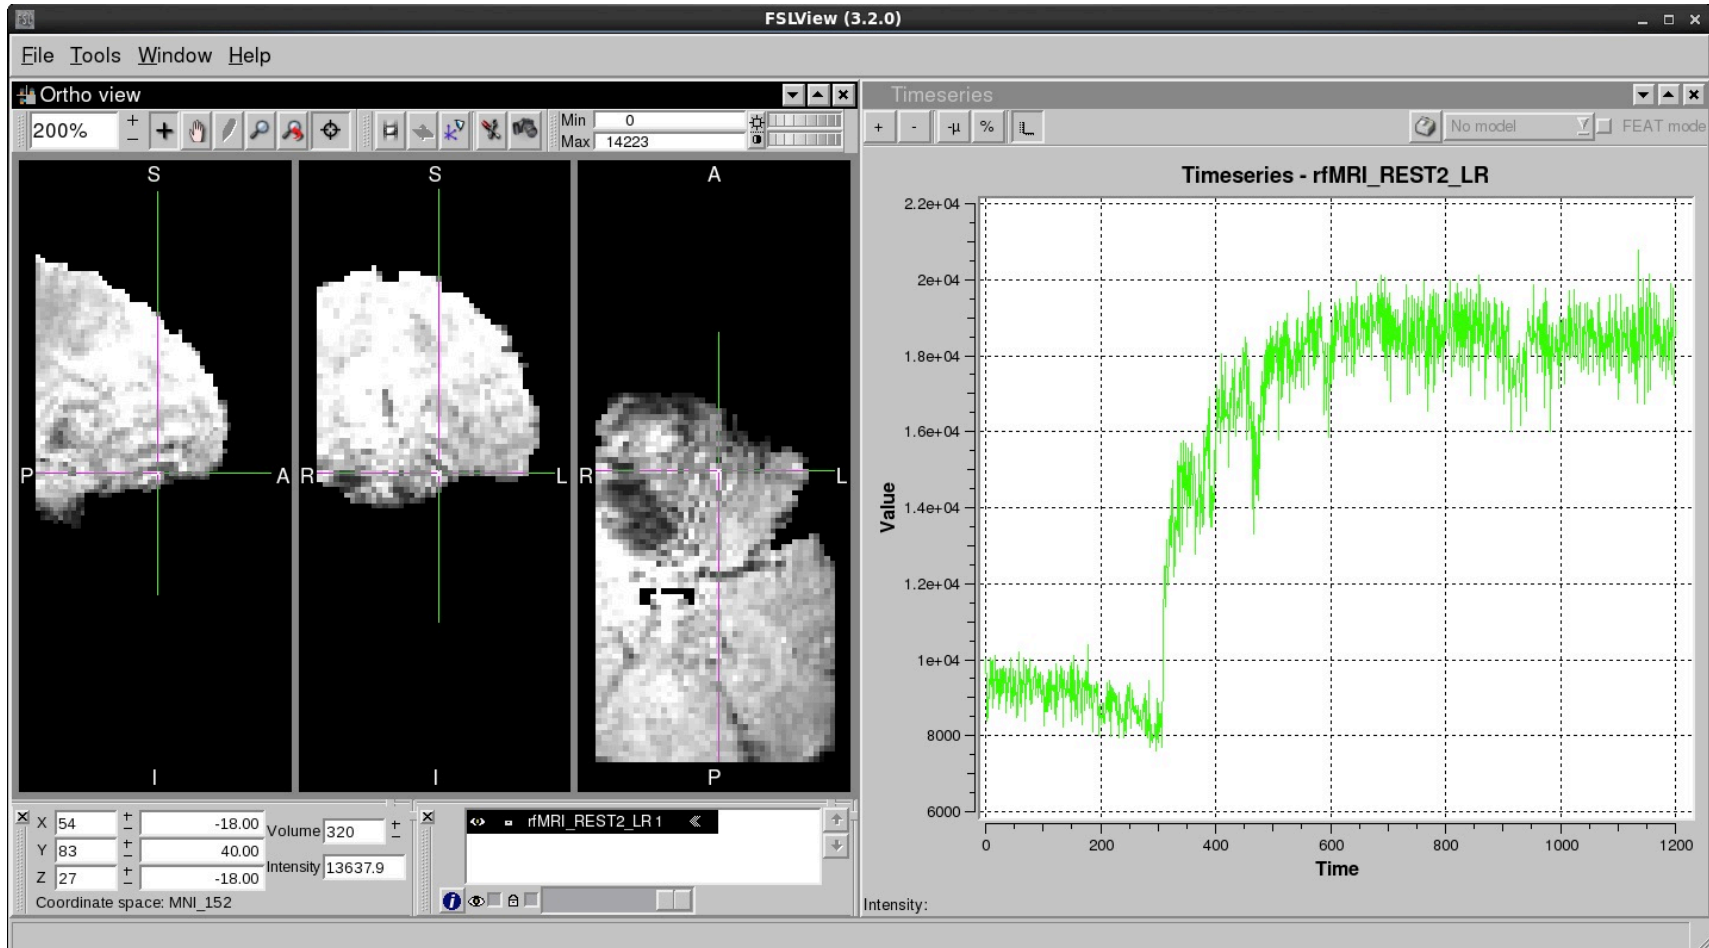 FSLView (3.2.0)
File Tools Window Help
Ortho view
200%
Min 0
Max 14223
S
S
A
P
A
R
L
R
L
I
I
P
X 54 -18.00
Y 83 40.00
Z 27 -18.00
Volume 320
Intensity 13637.9
Coordinate space: MNI_152
rfMRI_REST2_LR 1
Timeseries
+ - -μ % No model FEAT mode
Timeseries - rfMRI_REST2_LR
2.2e+04
2e+04
1.8e+04
1.6e+04
1.4e+04
1.2e+04
1e+04
8000
6000
Value
0 200 400 600 800 1000 1200
Time
Intensity: